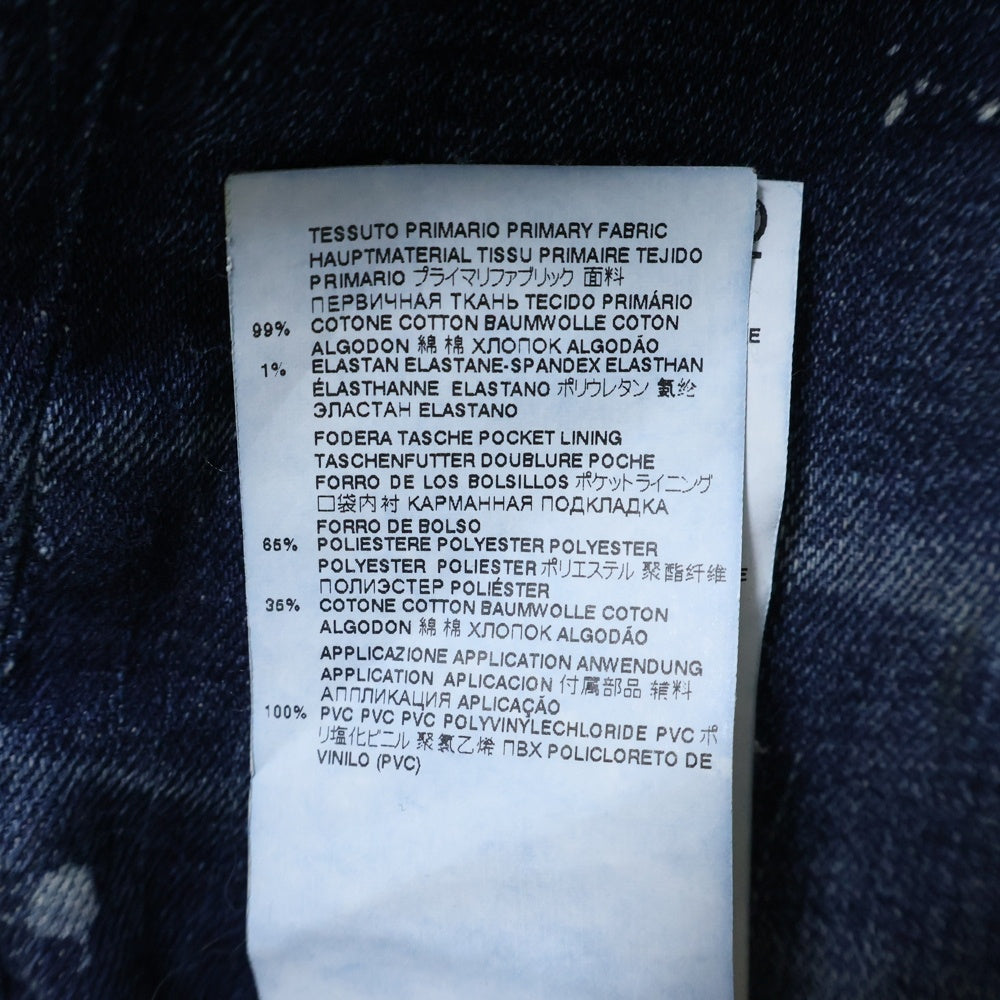 TESSUTO PRIMARIO PRIMARY FABRIC
HAUPTMATERIAL TISSU PRIMAIRE TEJIDO
PRIMARIO プライマリファブリック 面料
ПЕРВИЧНАЯ ТКАНЬ TECIDO PRIMÁRIO
99% COTONE COTTON BAUMWOLLE COTON
ALGODON 綿 棉 ХЛОПОК ALGODÃO
1% ELASTAN ELASTANE-SPANDEX ELASTHAN
ÉLASTHANNE ELASTANO ポリウレタン 氨纶
ЭЛАСТАН ELASTANO
FODERA TASCHE POCKET LINING
TASCHENFUTTER DOUBLURE POCHE
FORRO DE LOS BOLSILLOS ポケットライニング
口袋内衬 КАРМАННАЯ ПОДКЛАДКА
FORRO DE BOLSO
65% POLIESTERE POLYESTER POLYESTER
POLYESTER POLIESTER ポリエステル 聚酯纤维
ПОЛИЭСТЕР POLIÉSTER
35% COTONE COTTON BAUMWOLLE COTON
ALGODON 綿 棉 ХЛОПОК ALGODÃO
APPLICAZIONE APPLICATION ANWENDUNG
APPLICATION APLICACION 付属部品 辅料
АППЛИКАЦИЯ APLICAÇÃO
100% PVC PVC PVC POLYVINYLECHLORIDE PVC ポ
リ塩化ビニル 聚氯乙烯 ПВХ POLICLORETO DE
VINILO (PVC)